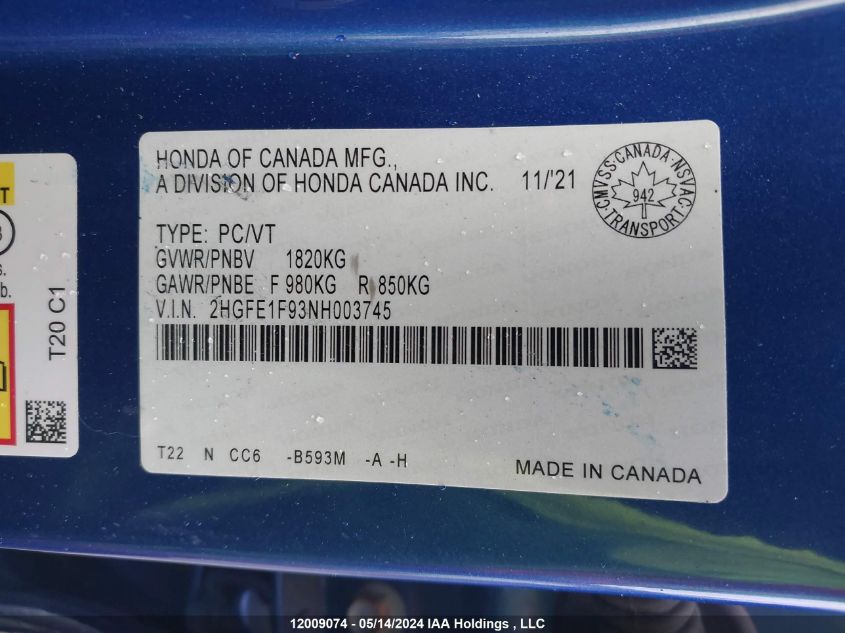 HONDA OF CANADA MFG.,
A DIVISION OF HONDA CANADA INC. 11/'21
CMVSS·CANADA·NSVAC
942
TRANSPORT
TYPE: PC/VT
GVWR/PNBV 1820KG
GAWR/PNBE F 980KG R 850KG
V.I.N. 2HGFE1F93NH003745
T22 N CC6 -B593M -A -H
MADE IN CANADA
T20 C1
12009074 - 05/14/2024 IAA Holdings , LLC